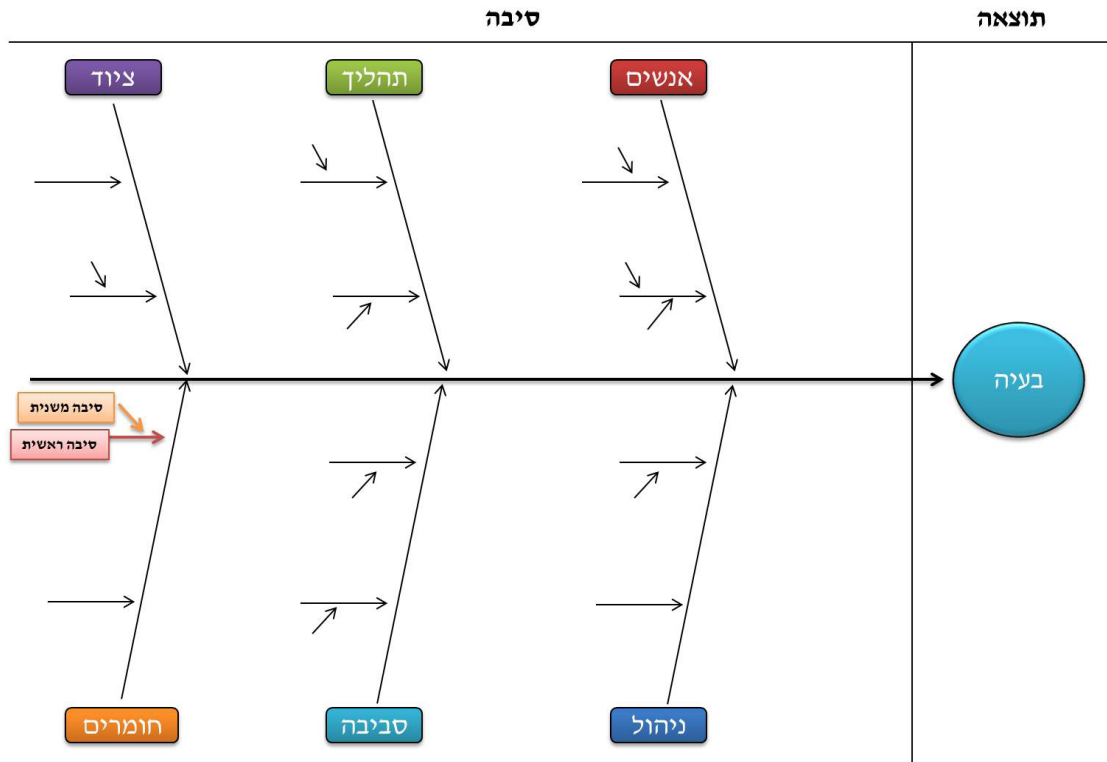 סיבה
תוצאה
אנשים
תהליך
ציוד
בעיה
סיבה משנית
סיבה ראשית
ניהול
סביבה
חומרים